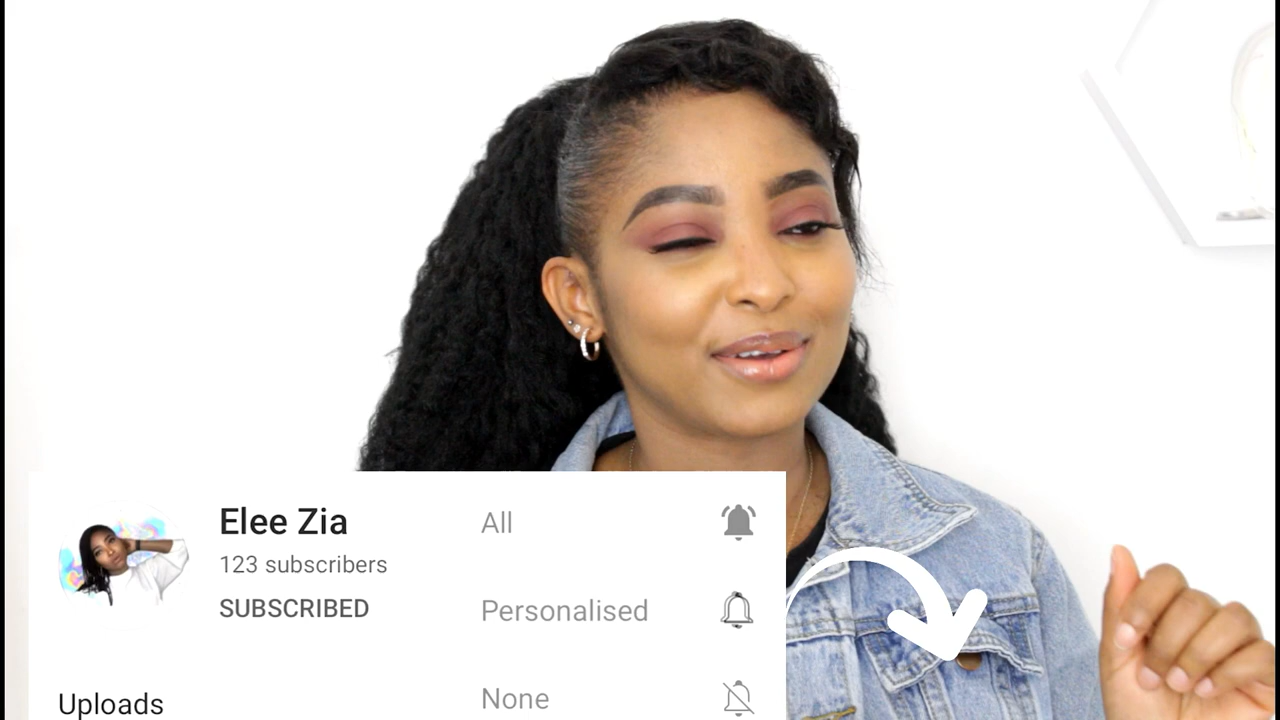 Elee Zia
123 subscribers
SUBSCRIBED
Uploads
All
Personalised
None